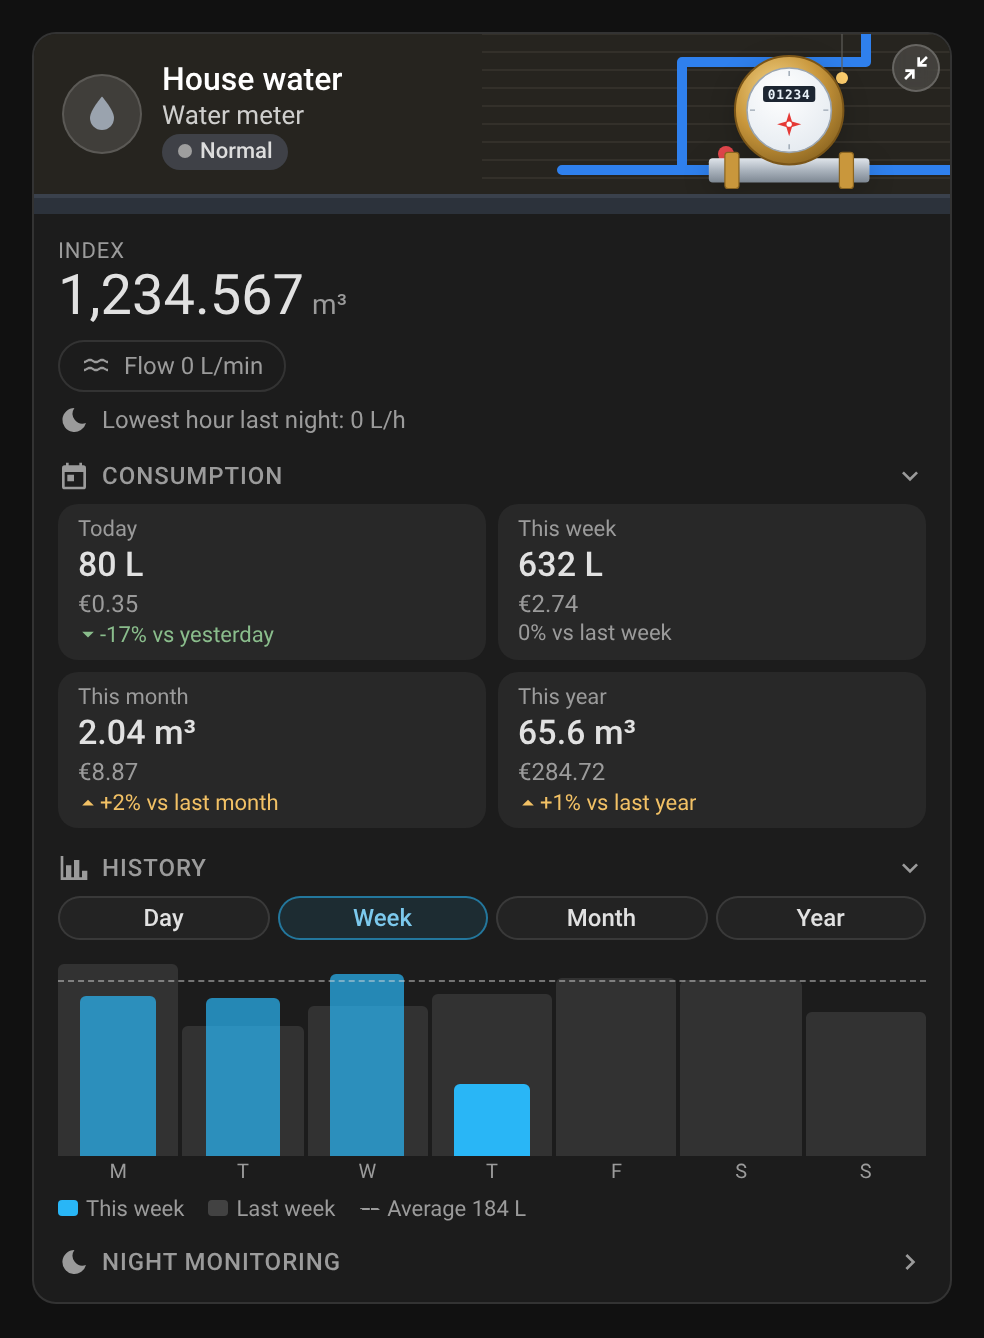 House water
Water meter
Normal
01234
INDEX
1,234.567 m³
Flow 0 L/min
Lowest hour last night: 0 L/h
CONSUMPTION
Today
80 L
€0.35
-17% vs yesterday
This week
632 L
€2.74
0% vs last week
This month
2.04 m³
€8.87
+2% vs last month
This year
65.6 m³
€284.72
+1% vs last year
HISTORY
Day Week Month Year
M T W T F S S
This week Last week Average 184 L
NIGHT MONITORING